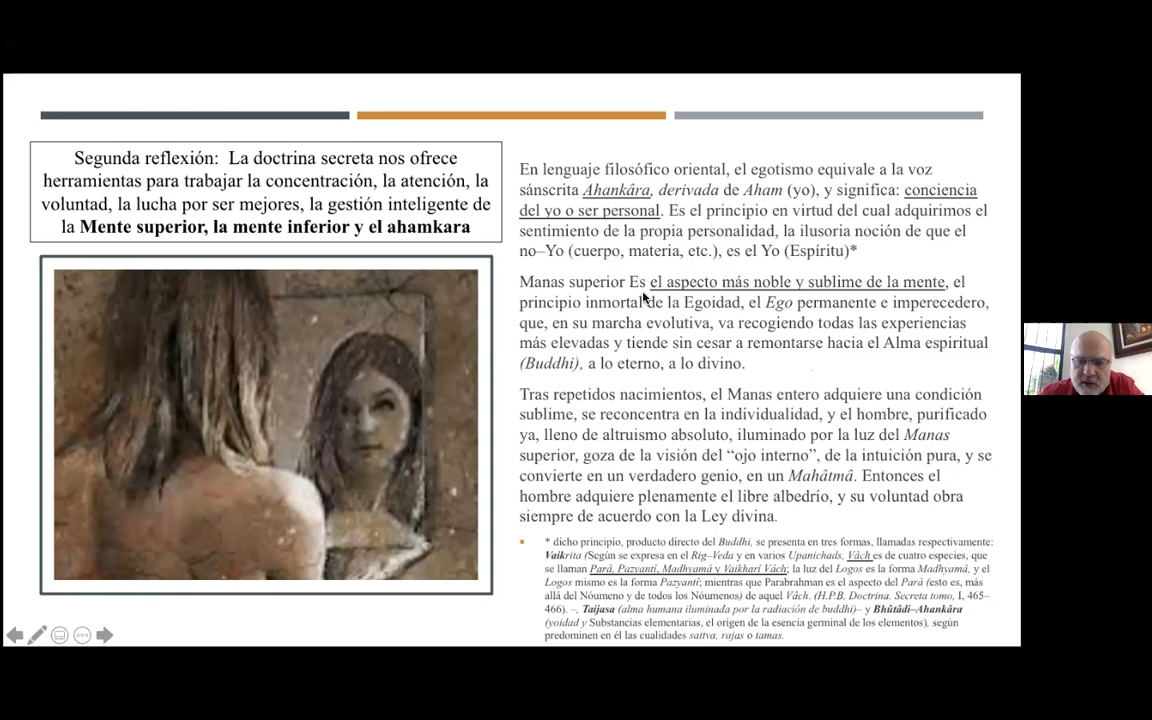 Segunda reflexión: La doctrina secreta nos ofrece
herramientas para trabajar la concentración, la atención, la
voluntad, la lucha por ser mejores, la gestión inteligente de
la Mente superior, la mente inferior y el ahamkara
En lenguaje filosófico oriental, el egotismo equivale a la voz
sánscrita Ahankâra, derivada de Aham (yo), y significa: conciencia
del yo o ser personal. Es el principio en virtud del cual adquirimos el
sentimiento de la propia personalidad, la ilusoria noción de que el
no–Yo (cuerpo, materia, etc.), es el Yo (Espíritu)*
Manas superior Es el aspecto más noble y sublime de la mente, el
principio inmortal de la Egoidad, el Ego permanente e imperecedero,
que, en su marcha evolutiva, va recogiendo todas las experiencias
más elevadas y tiende sin cesar a remontarse hacia el Alma espiritual
(Buddhi), a lo eterno, a lo divino.
Tras repetidos nacimientos, el Manas entero adquiere una condición
sublime, se reconcentra en la individualidad, y el hombre, purificado
ya, lleno de altruismo absoluto, iluminado por la luz del Manas
superior, goza de la visión del “ojo interno”, de la intuición pura, y se
convierte en un verdadero genio, en un Mahâtmâ. Entonces el
hombre adquiere plenamente el libre albedrío, y su voluntad obra
siempre de acuerdo con la Ley divina.
* dicho principio, producto directo del Buddhi, se presenta en tres formas, llamadas respectivamente:
Vaikrita (Según se expresa en el Rig–Veda y en varios Upanichads, Vâch es de cuatro especies, que
se llaman Pará, Pazyantî, Madhyamâ y Vaikharî Vâch; la luz del Logos es la forma Madhyamâ, y el
Logos mismo es la forma Pazyantî; mientras que Parabrahman es el aspecto del Pará (esto es, más
allá del Nóumeno y de todos los Nóumenos) de aquel Vâch. (H.P.B. Doctrina. Secreta tomo, I, 465–
466). –, Taijasa (alma humana iluminada por la radiación de buddhi)– y Bhûtâdi–Ahankâra
(yoidad y Substancias elementarias, el origen de la esencia germinal de los elementos), según
predominen en él las cualidades sattva, rajas o tamas.